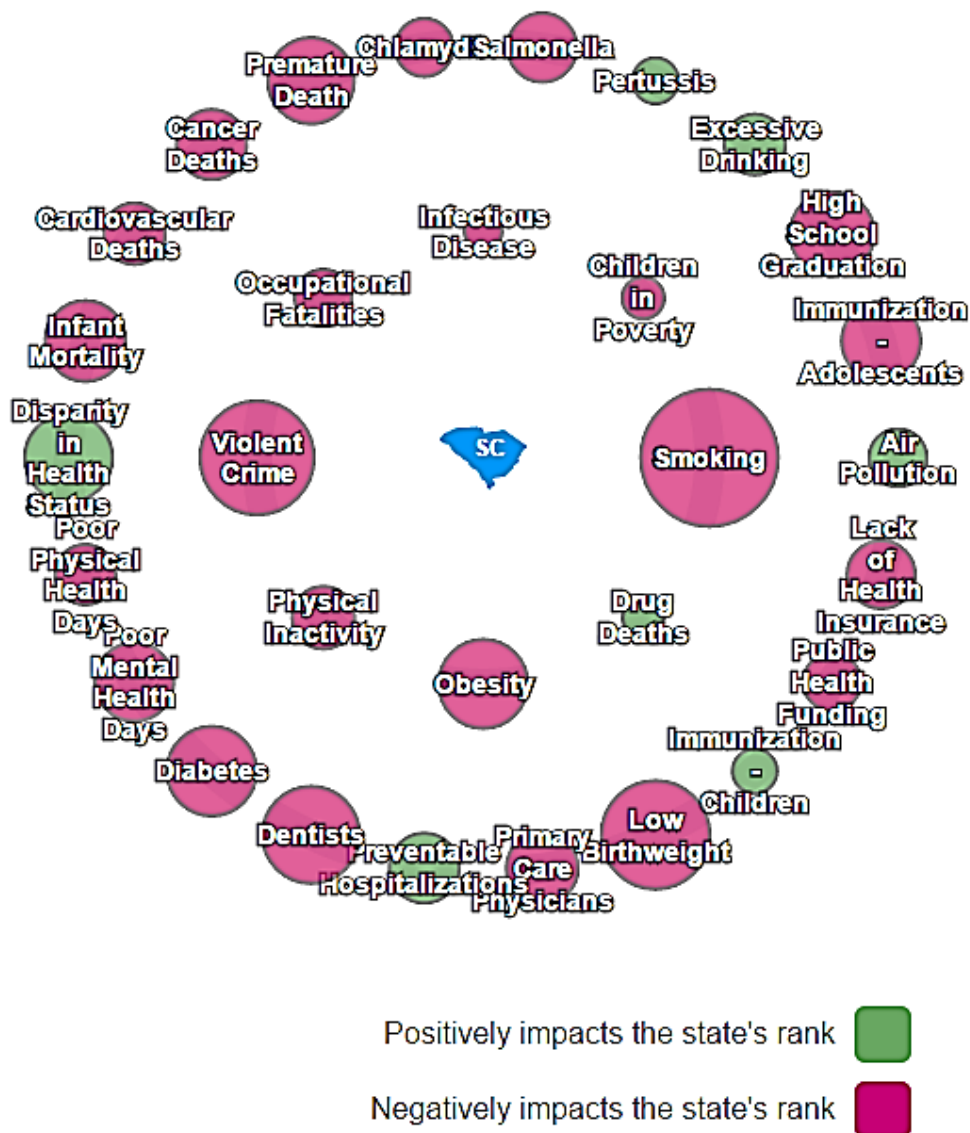 Chlamyd
Salmonella
Premature
Death
Pertussis
Cancer
Deaths
Excessive
Drinking
Cardiovascular
Deaths
Infectious
Disease
High
School
Graduation
Occupational
Fatalities
Children
in
Poverty
Infant
Mortality
Immunization
-
Adolescents
Disparity
in
Health
Status
Violent
Crime
SC
Smoking
Air
Pollution
Poor
Physical
Health
Days
Lack
of
Health
Insurance
Physical
Inactivity
Drug
Deaths
Poor
Mental
Health
Days
Obesity
Public
Health
Funding
Diabetes
Immunization
-
Children
Dentists
Preventable
Hospitalizations
Primary
Care
Physicians
Low
Birthweight
Positively impacts the state's rank
Negatively impacts the state's rank